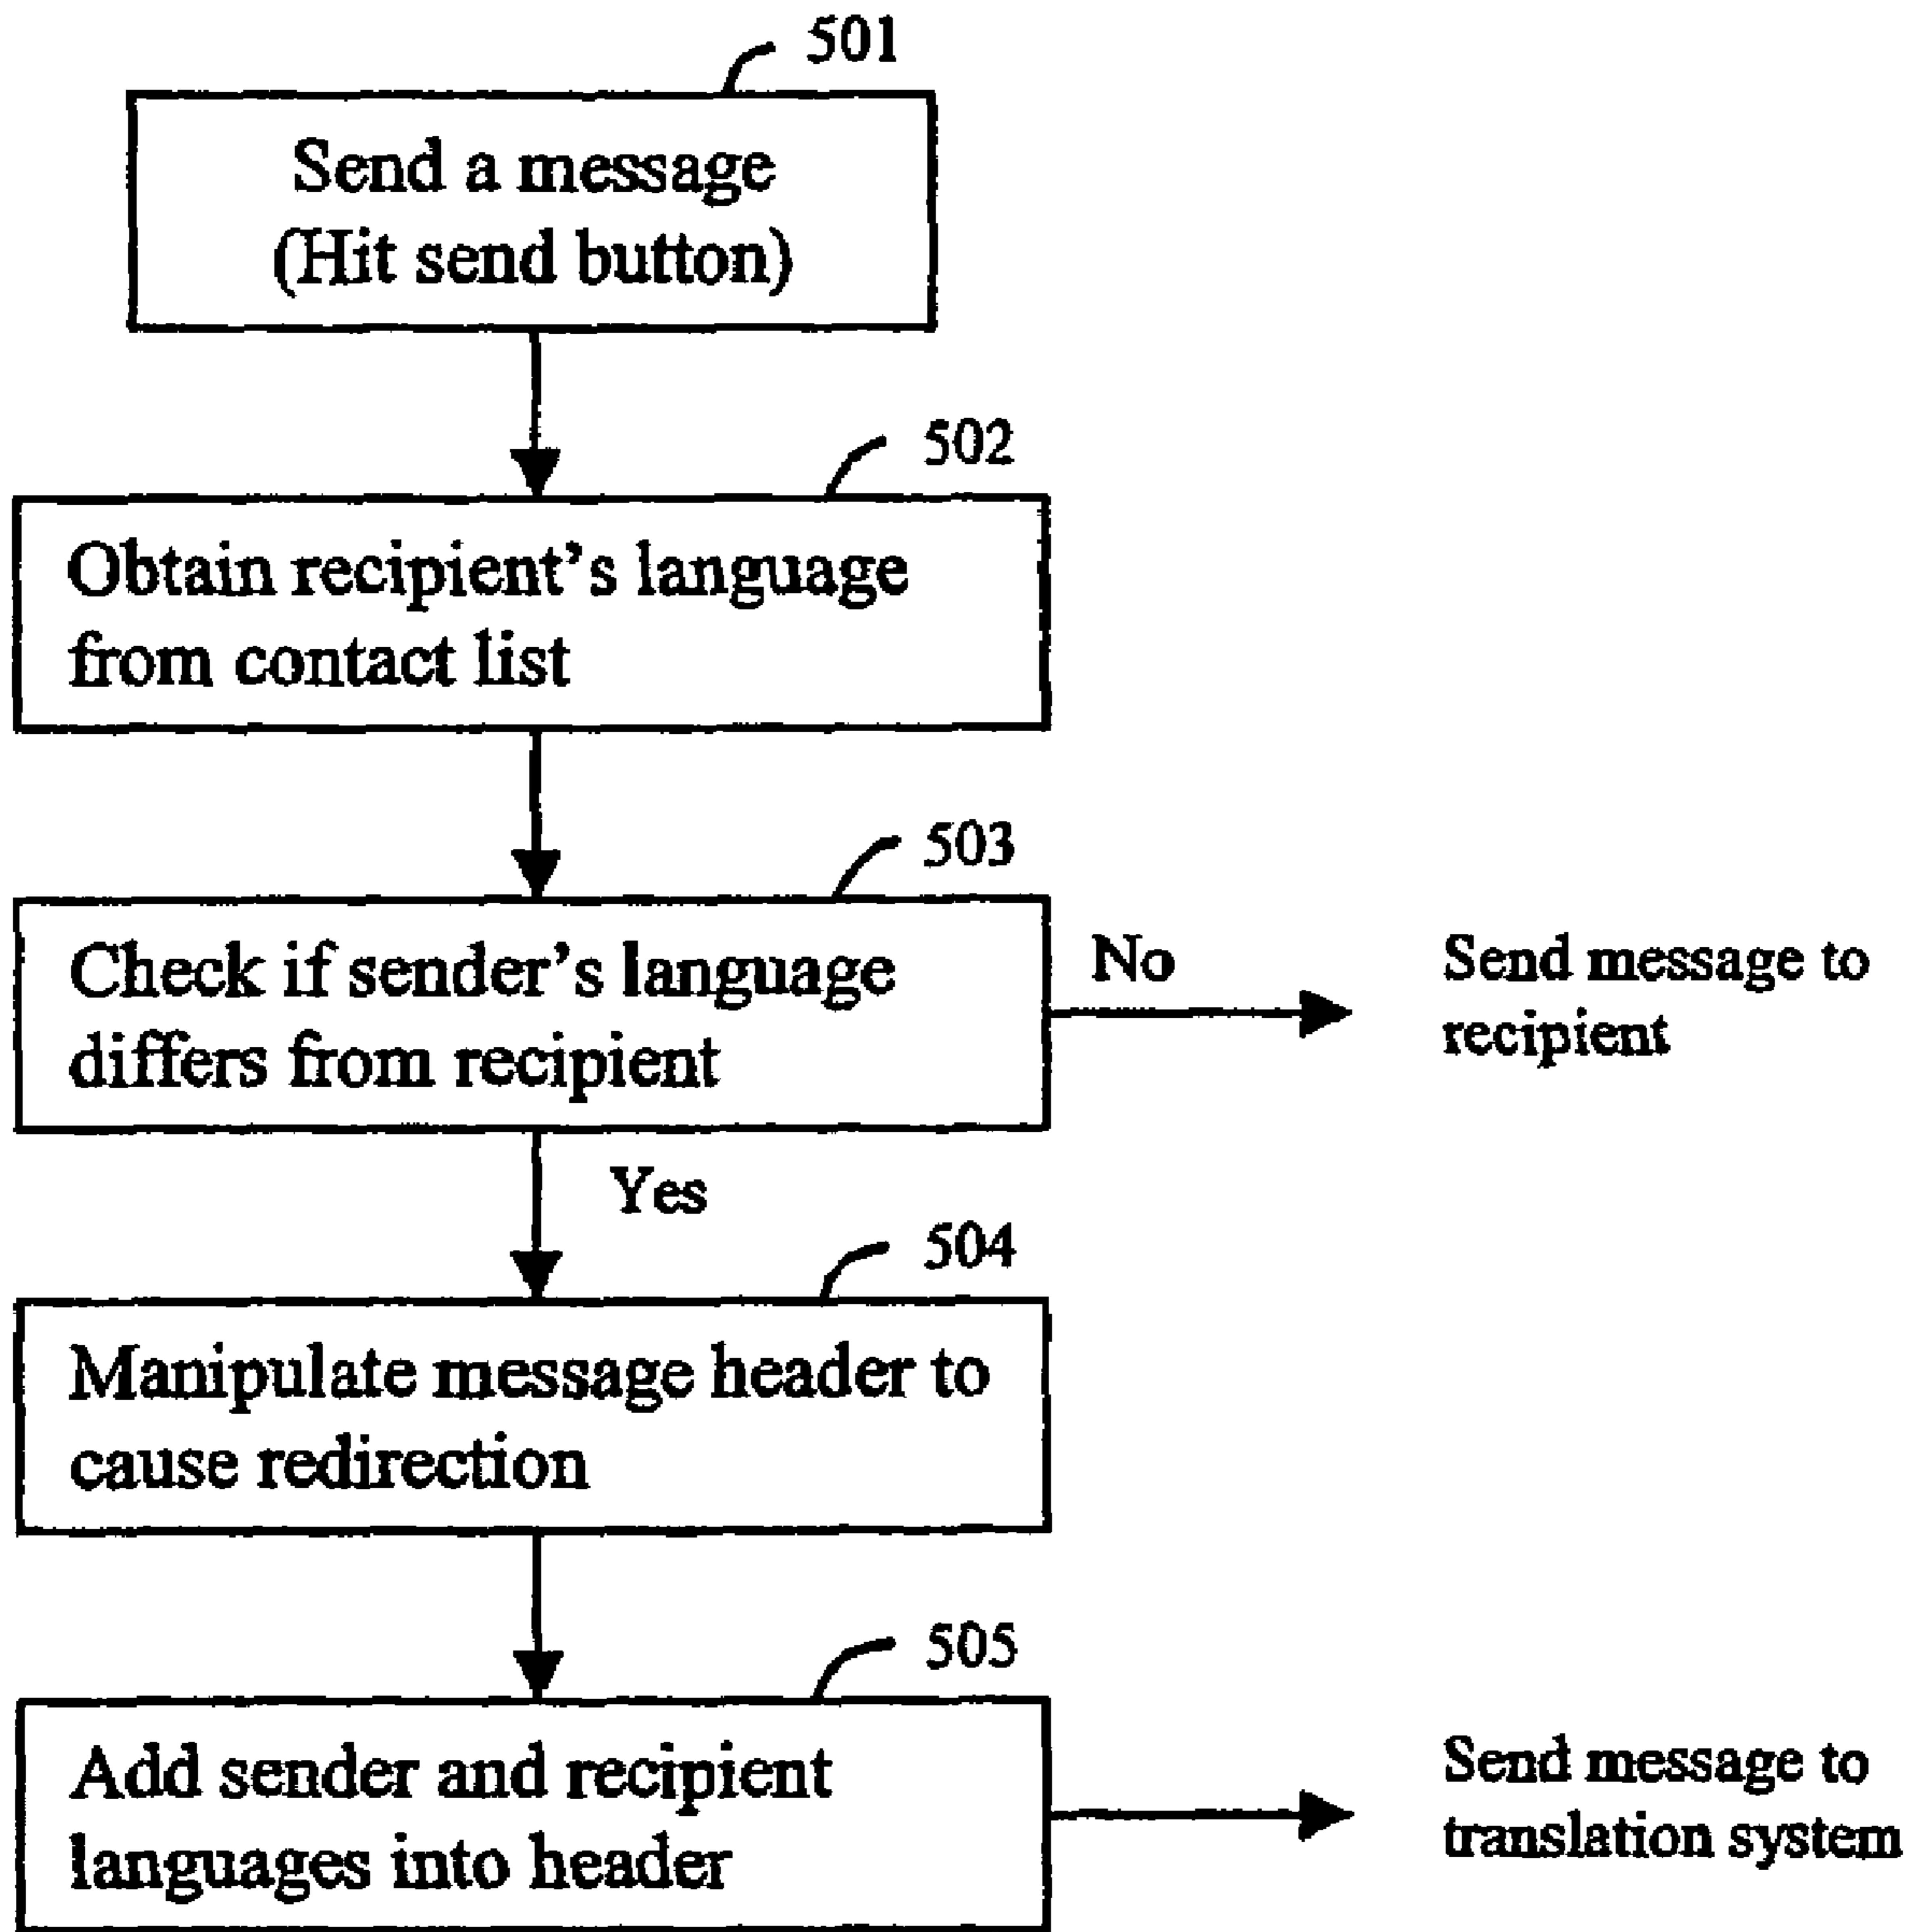 501
Send a message
(Hit send button)
502
Obtain recipient's language
from contact list
503
Check if sender's language
differs from recipient
No
Send message to
recipient
Yes
504
Manipulate message header to
cause redirection
505
Add sender and recipient
languages into header
Send message to
translation system